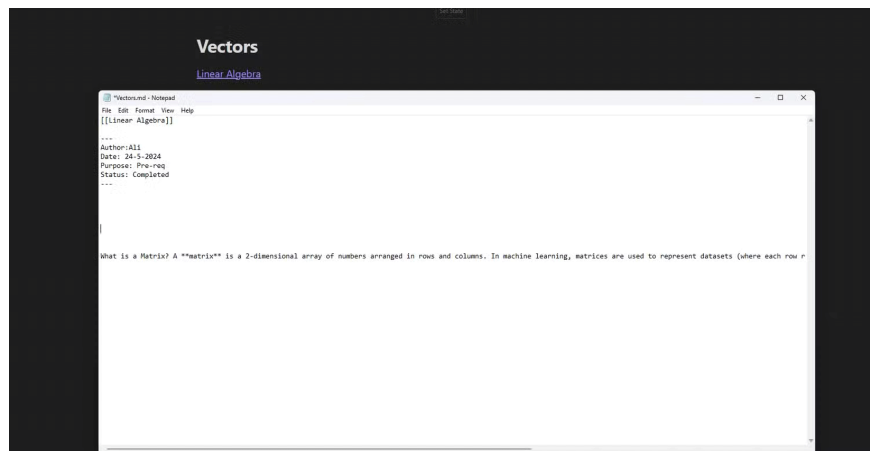 Set State
Vectors
Linear Algebra
*Vectors.md - Notepad
File Edit Format View Help
[[Linear Algebra]]
---
Author:Ali
Date: 24-5-2024
Purpose: Pre-req
Status: Completed
---
What is a Matrix? A **matrix** is a 2-dimensional array of numbers arranged in rows and columns. In machine learning, matrices are used to represent datasets (where each row r